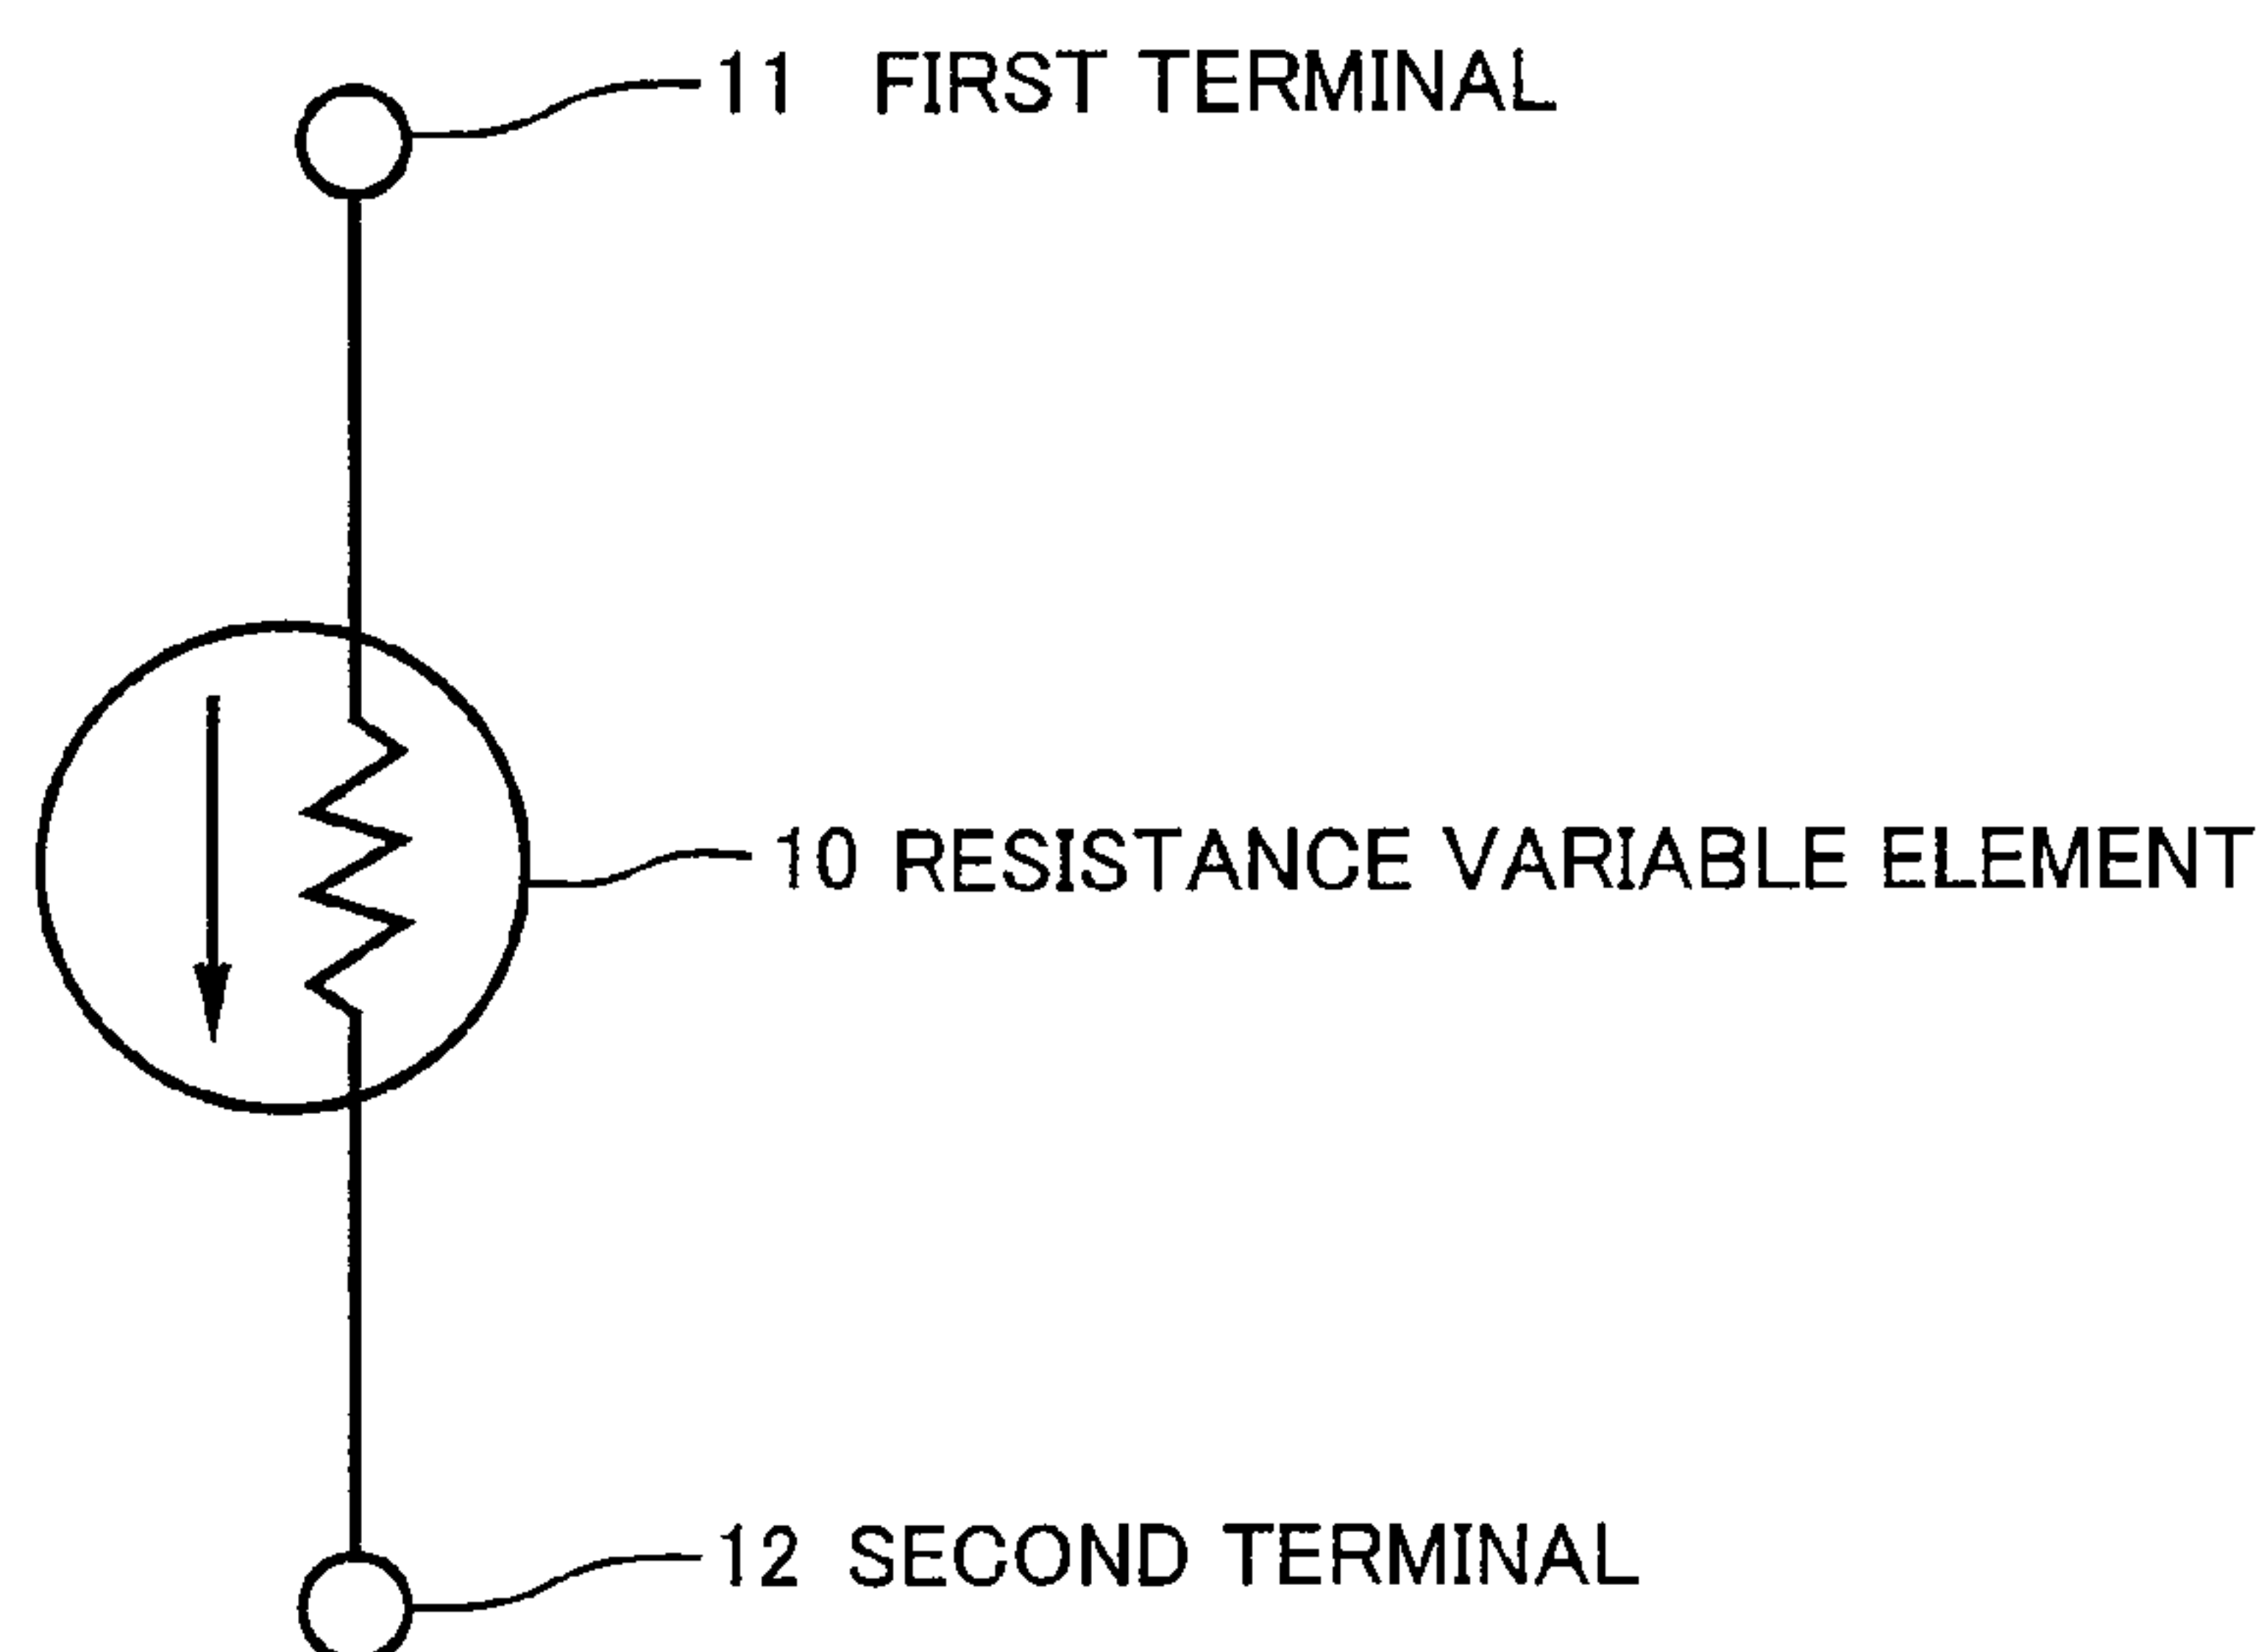 11 FIRST TERMINAL
10 RESISTANCE VARIABLE ELEMENT
12 SECOND TERMINAL